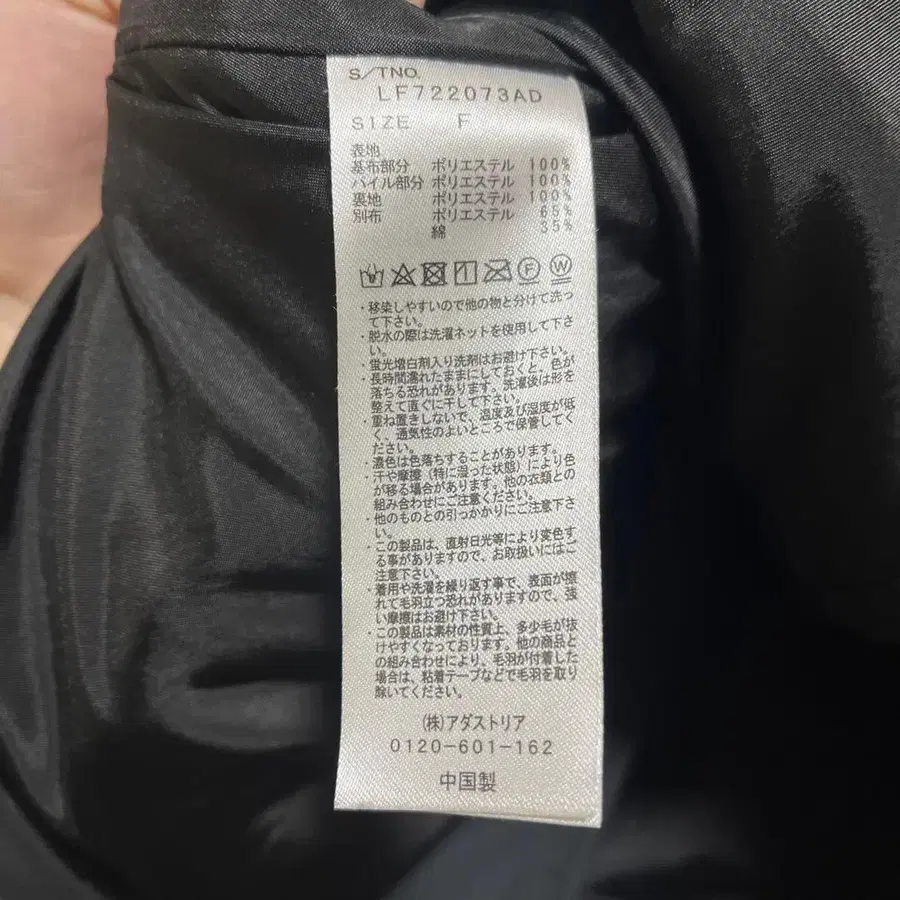 S/TNO.
LF722073AD
SIZE F
表地
基布部分 ポリエステル 100%
パイル部分 ポリエステル 100%
裏地 ポリエステル 100%
別布 ポリエステル 65%
綿 35%
F W
・移染しやすいので他の物と分けて洗っ
て下さい。
・脱水の際は洗濯ネットを使用して下さ
い。
・蛍光増白剤入り洗剤はお避け下さい。
・長時間濡れたままにしておくと、色が
落ちる恐れがあります。洗濯後は形を
整えて直ぐに干して下さい。
・重ね置きしないで、温度及び湿度が低
く、通気性のよいところで保管してく
ださい。
・濃色は色落ちすることがあります。
・汗や摩擦（特に湿った状態）により色
が移る場合があります。他の衣類との
組み合わせにご注意ください。
・他のものとの引っかかりにご注意下さ
い。
・この製品は、直射日光等により変色す
る事がありますので、お取扱いにはご
注意下さい。
・着用や洗濯を繰り返す事で、表面が擦
れて毛羽立つ恐れがありますので、強
い摩擦はお避け下さい。
・この製品は素材の性質上、多少毛が抜
けやすくなっております。他の商品と
の組み合わせにより、毛羽が付着した
場合は、粘着テープなどで毛羽を取り
除いてください。
(株)アダストリア
0120-601-162
中国製